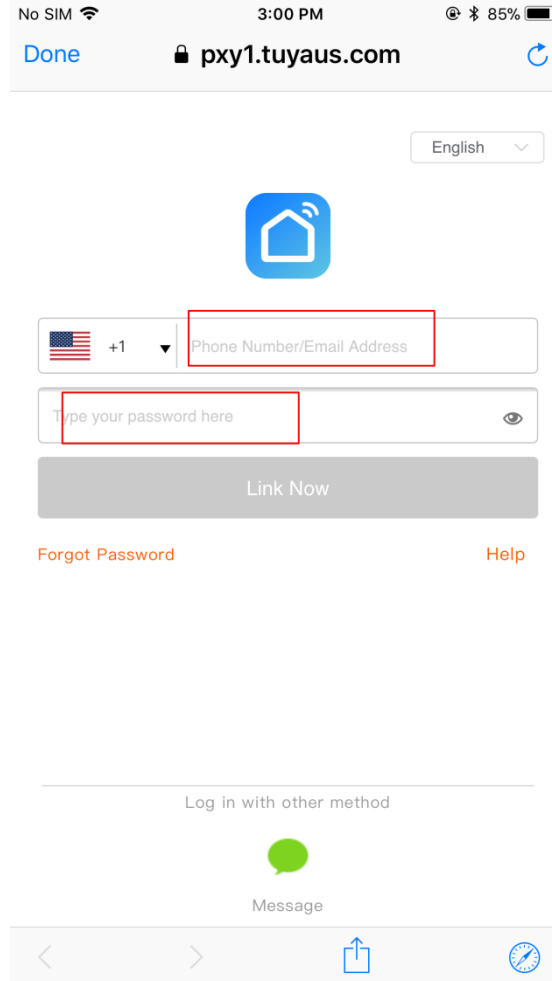 No SIM 3:00 PM 85%
Done pxy1.tuyaus.com
English
+1 Phone Number/Email Address
Type your password here
Link Now
Forgot Password Help
Log in with other method
Message